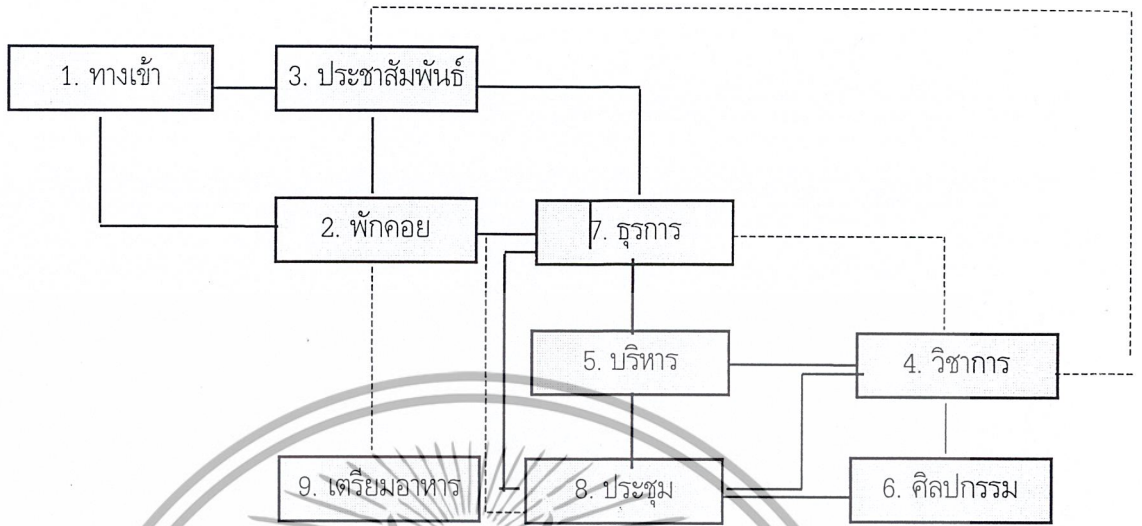 1. ทางเข้า
3. ประชาสัมพันธ์
2. พักคอย
7. ธุรการ
5. บริหาร
4. วิชาการ
9. เตรียมอาหาร
8. ประชุม
6. ศิลปกรรม